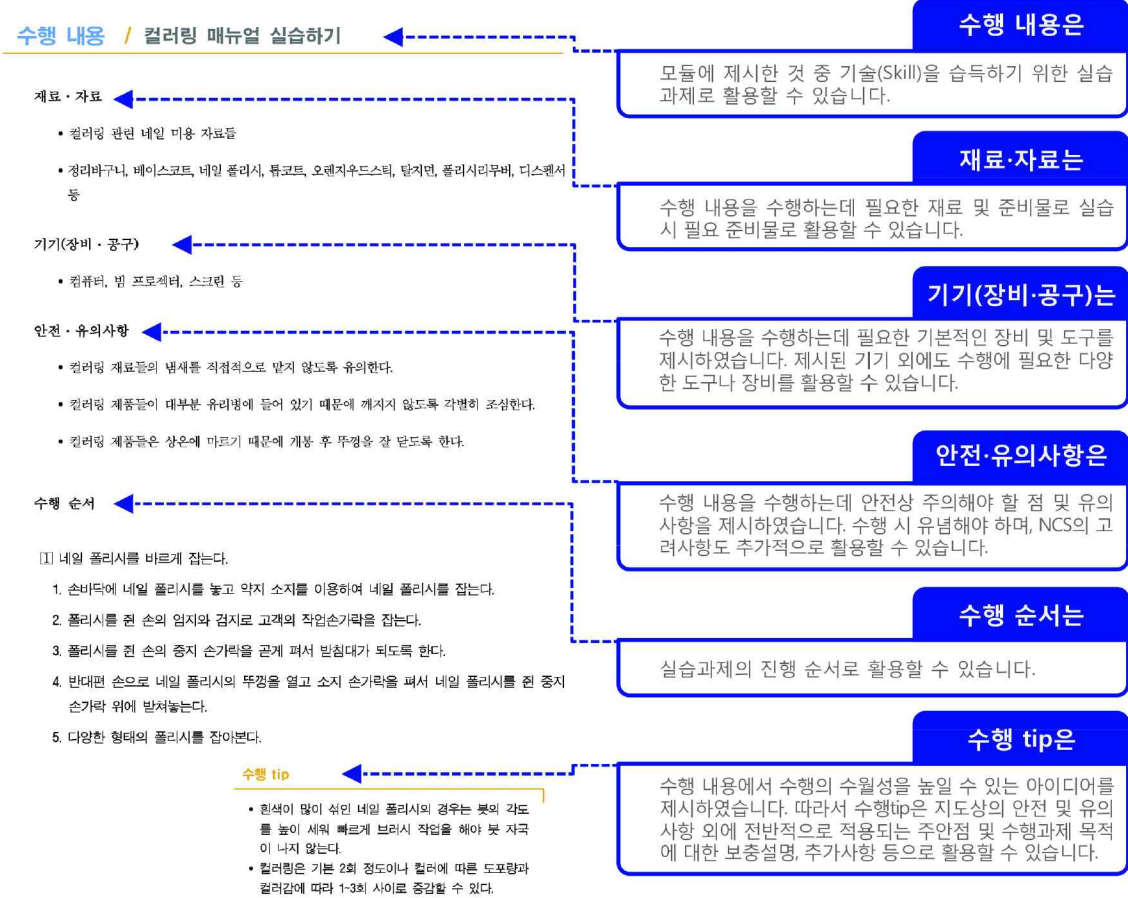 수행 내용 / 컬러링 매뉴얼 실습하기
재료 · 자료
• 컬러링 관련 네일 미용 자료들
• 정리바구니, 베이스코트, 네일 폴리시, 톱코트, 오렌지우드스틱, 탈지면, 폴리시리무버, 디스펜서
등
기기(장비 · 공구)
• 컴퓨터, 빔 프로젝터, 스크린 등
안전 · 유의사항
• 컬러링 재료들의 냄새를 직접적으로 맡지 않도록 유의한다.
• 컬러링 제품들이 대부분 유리병에 들어 있기 때문에 깨지지 않도록 각별히 조심한다.
• 컬러링 제품들은 상온에 마르기 때문에 개봉 후 뚜껑을 잘 닫도록 한다.
수행 순서
1 네일 폴리시를 바르게 잡는다.
1. 손바닥에 네일 폴리시를 놓고 약지 소지를 이용하여 네일 폴리시를 잡는다.
2. 폴리시를 쥔 손의 엄지와 검지로 고객의 작업손가락을 잡는다.
3. 폴리시를 쥔 손의 중지 손가락을 곧게 펴서 받침대가 되도록 한다.
4. 반대편 손으로 네일 폴리시의 뚜껑을 열고 소지 손가락을 펴서 네일 폴리시를 쥔 중지
손가락 위에 받쳐놓는다.
5. 다양한 형태의 폴리시를 잡아본다.
수행 tip
• 흰색이 많이 섞인 네일 폴리시의 경우는 붓의 각도
를 높이 세워 빠르게 브러시 작업을 해야 붓 자국
이 나지 않는다.
• 컬러링은 기본 2회 정도이나 컬러에 따른 도포량과
컬러감에 따라 1~3회 사이로 증감할 수 있다.
수행 내용은
모듈에 제시한 것 중 기술(Skill)을 습득하기 위한 실습
과제로 활용할 수 있습니다.
재료·자료는
수행 내용을 수행하는데 필요한 재료 및 준비물로 실습
시 필요 준비물로 활용할 수 있습니다.
기기(장비·공구)는
수행 내용을 수행하는데 필요한 기본적인 장비 및 도구를
제시하였습니다. 제시된 기기 외에도 수행에 필요한 다양
한 도구나 장비를 활용할 수 있습니다.
안전·유의사항은
수행 내용을 수행하는데 안전상 주의해야 할 점 및 유의
사항을 제시하였습니다. 수행 시 유념해야 하며, NCS의 고
려사항도 추가적으로 활용할 수 있습니다.
수행 순서는
실습과제의 진행 순서로 활용할 수 있습니다.
수행 tip은
수행 내용에서 수행의 수월성을 높일 수 있는 아이디어를
제시하였습니다. 따라서 수행tip은 지도상의 안전 및 유의
사항 외에 전반적으로 적용되는 주안점 및 수행과제 목적
에 대한 보충설명, 추가사항 등으로 활용할 수 있습니다.